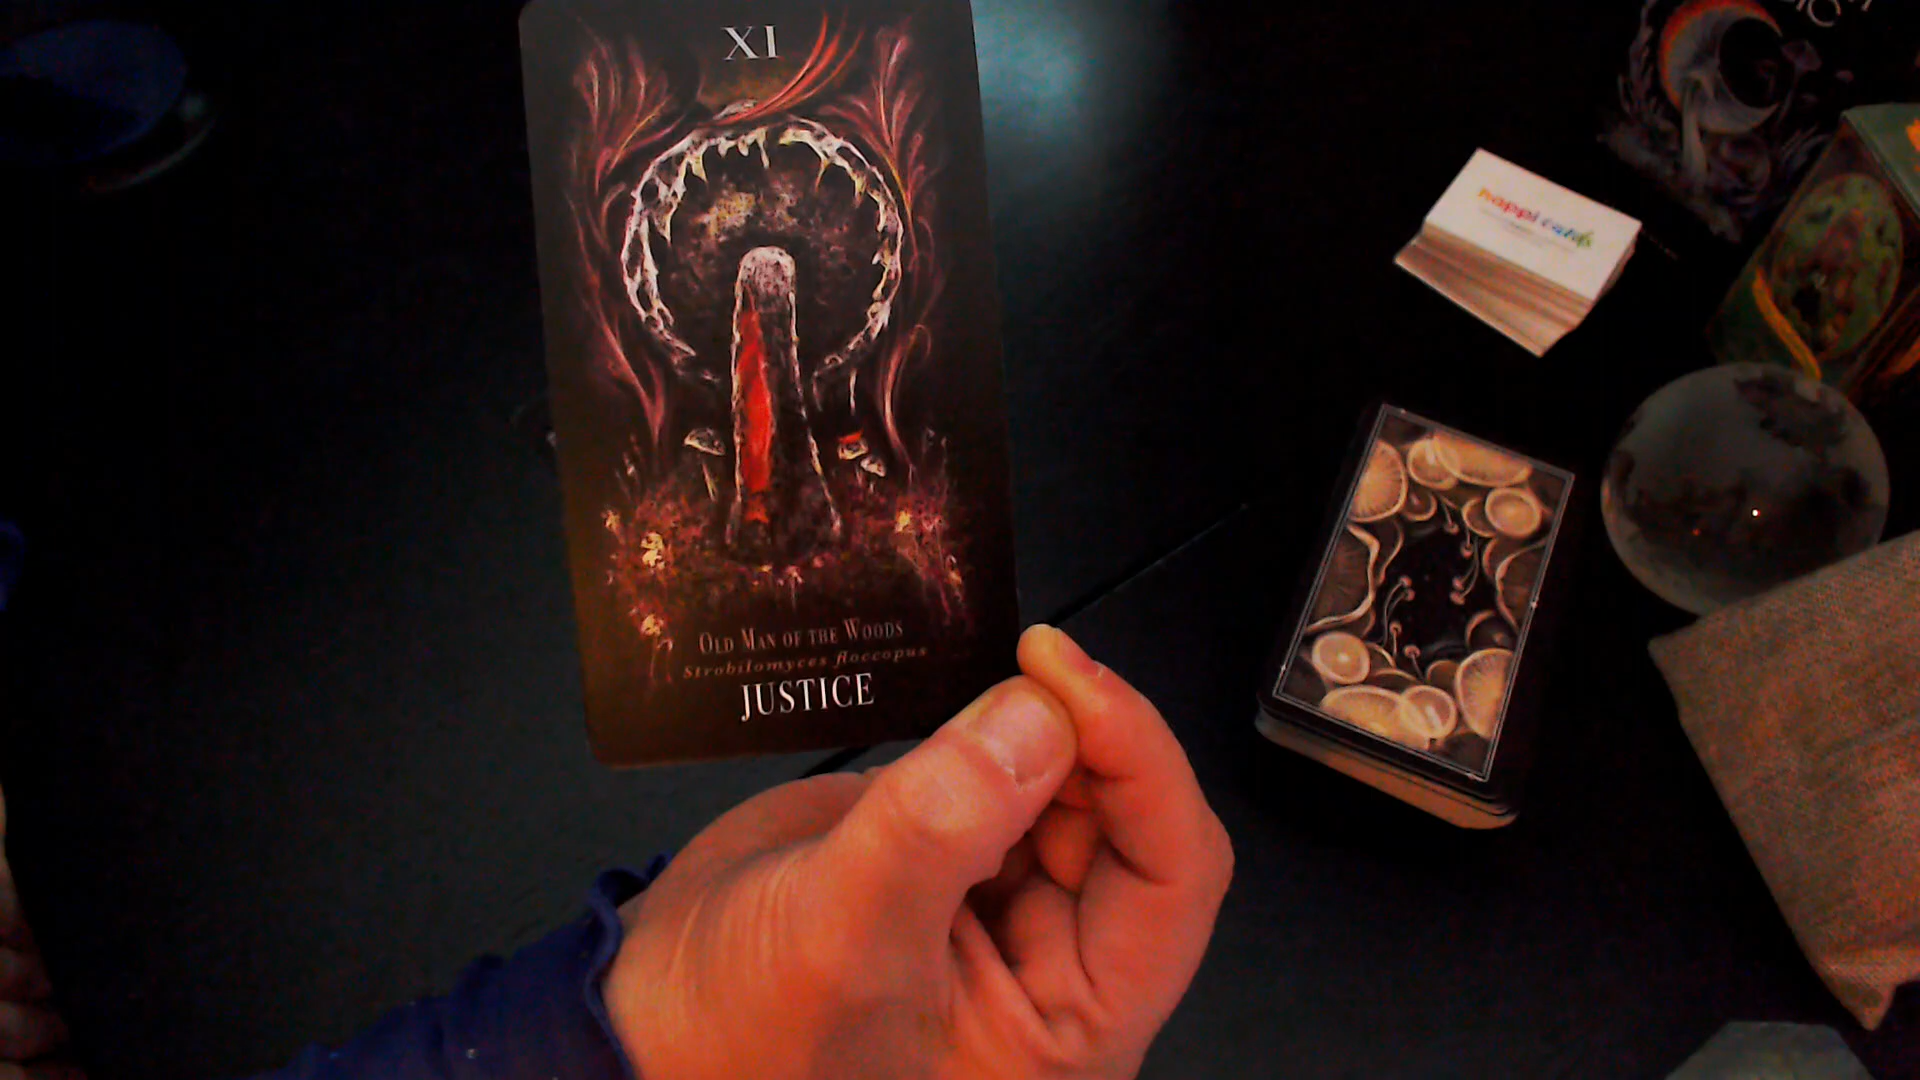 XI
OLD MAN OF THE WOODS
Strobilomyces floccopus
JUSTICE
happi cards